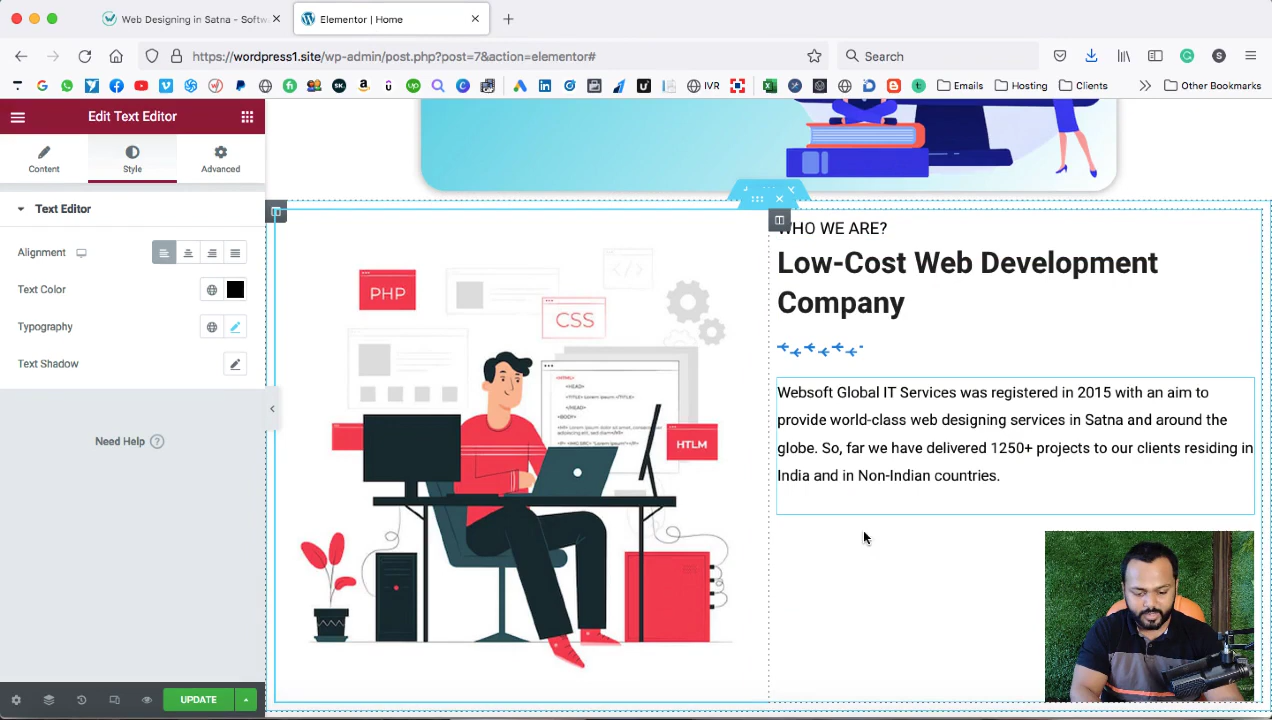 Web Designing in Satna - Softw
Elementor | Home
https://wordpress1.site/wp-admin/post.php?post=7&action=elementor#
Search
IVR
Emails
Hosting
Clients
Other Bookmarks
Edit Text Editor
Content
Style
Advanced
Text Editor
Alignment
Text Color
Typography
Text Shadow
Need Help
UPDATE
PHP
CSS
HTLM
WHO WE ARE?
Low-Cost Web Development
Company
Websoft Global IT Services was registered in 2015 with an aim to
provide world-class web designing services in Satna and around the
globe. So, far we have delivered 1250+ projects to our clients residing in
India and in Non-Indian countries.